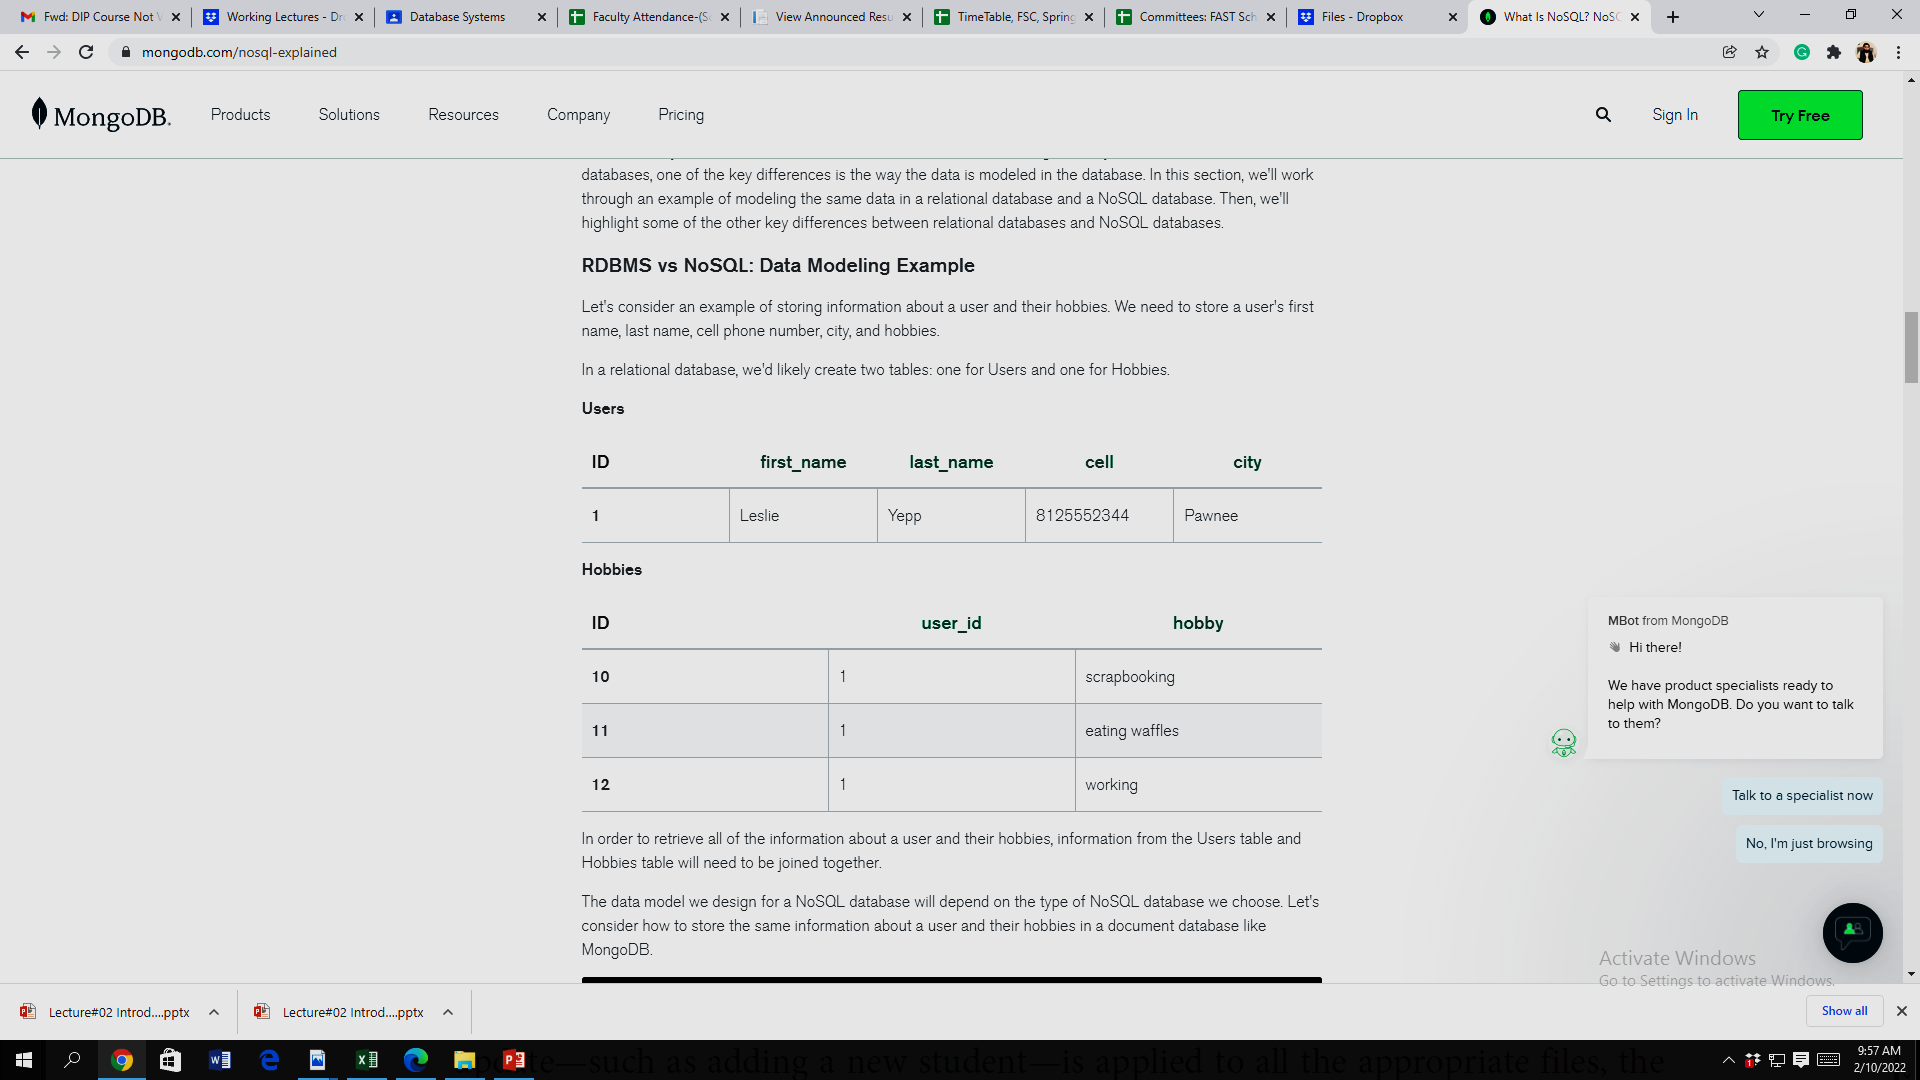 Fwd: DIP Course Not
Working Lectures - Dr
Database Systems
Faculty Attendance-(S
View Announced Resu
TimeTable, FSC, Spring
Committees: FAST Sch
Files - Dropbox
What Is NoSQL? NoSQ
mongodb.com/nosql-explained
MongoDB.
Products
Solutions
Resources
Company
Pricing
Sign In
Try Free
databases, one of the key differences is the way the data is modeled in the database. In this section, we'll work
through an example of modeling the same data in a relational database and a NoSQL database. Then, we'll
highlight some of the other key differences between relational databases and NoSQL databases.
RDBMS vs NoSQL: Data Modeling Example
Let's consider an example of storing information about a user and their hobbies. We need to store a user's first
name, last name, cell phone number, city, and hobbies.
In a relational database, we'd likely create two tables: one for Users and one for Hobbies.
Users
ID first_name last_name cell city
1 Leslie Yepp 8125552344 Pawnee
Hobbies
ID user_id hobby
10 1 scrapbooking
11 1 eating waffles
12 1 working
In order to retrieve all of the information about a user and their hobbies, information from the Users table and
Hobbies table will need to be joined together.
The data model we design for a NoSQL database will depend on the type of NoSQL database we choose. Let's
consider how to store the same information about a user and their hobbies in a document database like
MongoDB.
MBot from MongoDB
👋 Hi there!
We have product specialists ready to
help with MongoDB. Do you want to talk
to them?
Talk to a specialist now
No, I'm just browsing
Activate Windows
Go to Settings to activate Windows.
Lecture#02 Introd....pptx
Lecture#02 Introd....pptx
Show all
such as adding a new student—is applied to all the appropriate files, the
9:57 AM
2/10/2022